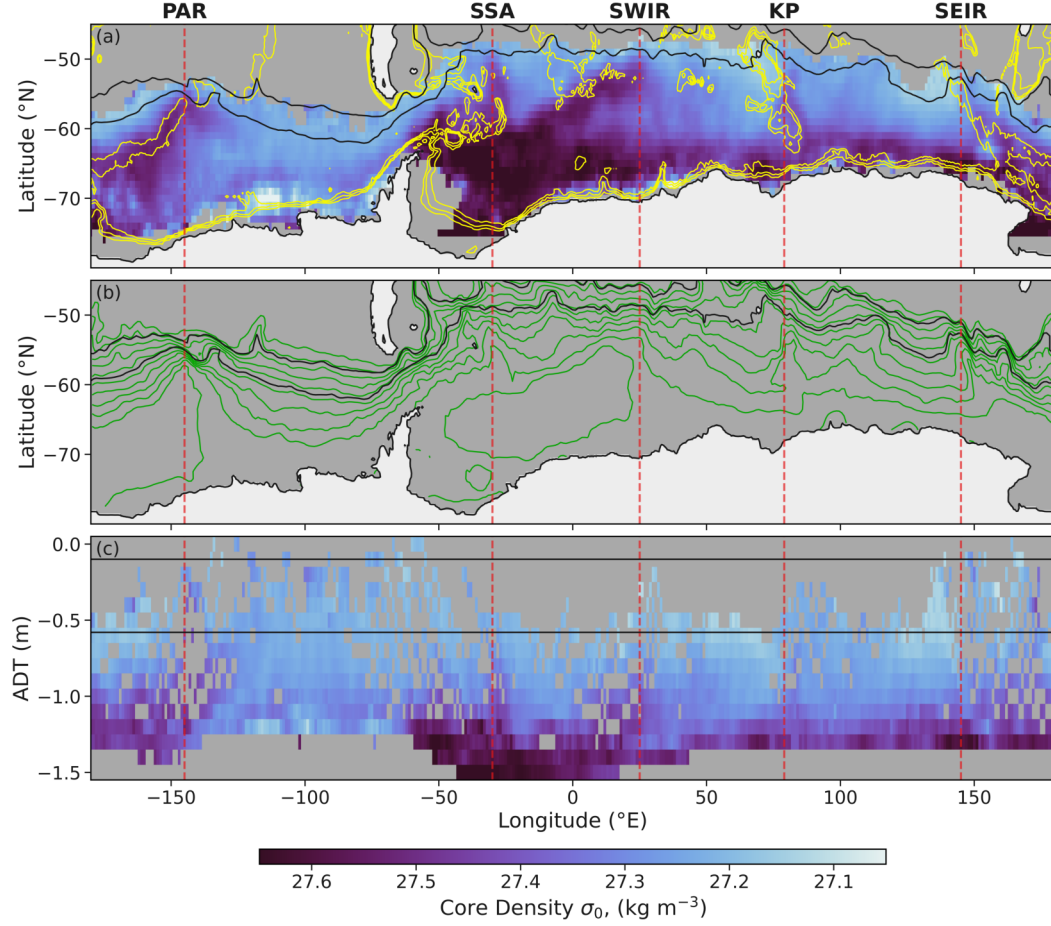 PAR SSA SWIR KP SEIR
(a)
−50
−60
−70
Latitude (°N)
(b)
−50
−60
−70
Latitude (°N)
(c)
0.0
−0.5
−1.0
−1.5
ADT (m)
−150 −100 −50 0 50 100 150
Longitude (°E)
27.6 27.5 27.4 27.3 27.2 27.1
Core Density σ₀, (kg m⁻³)